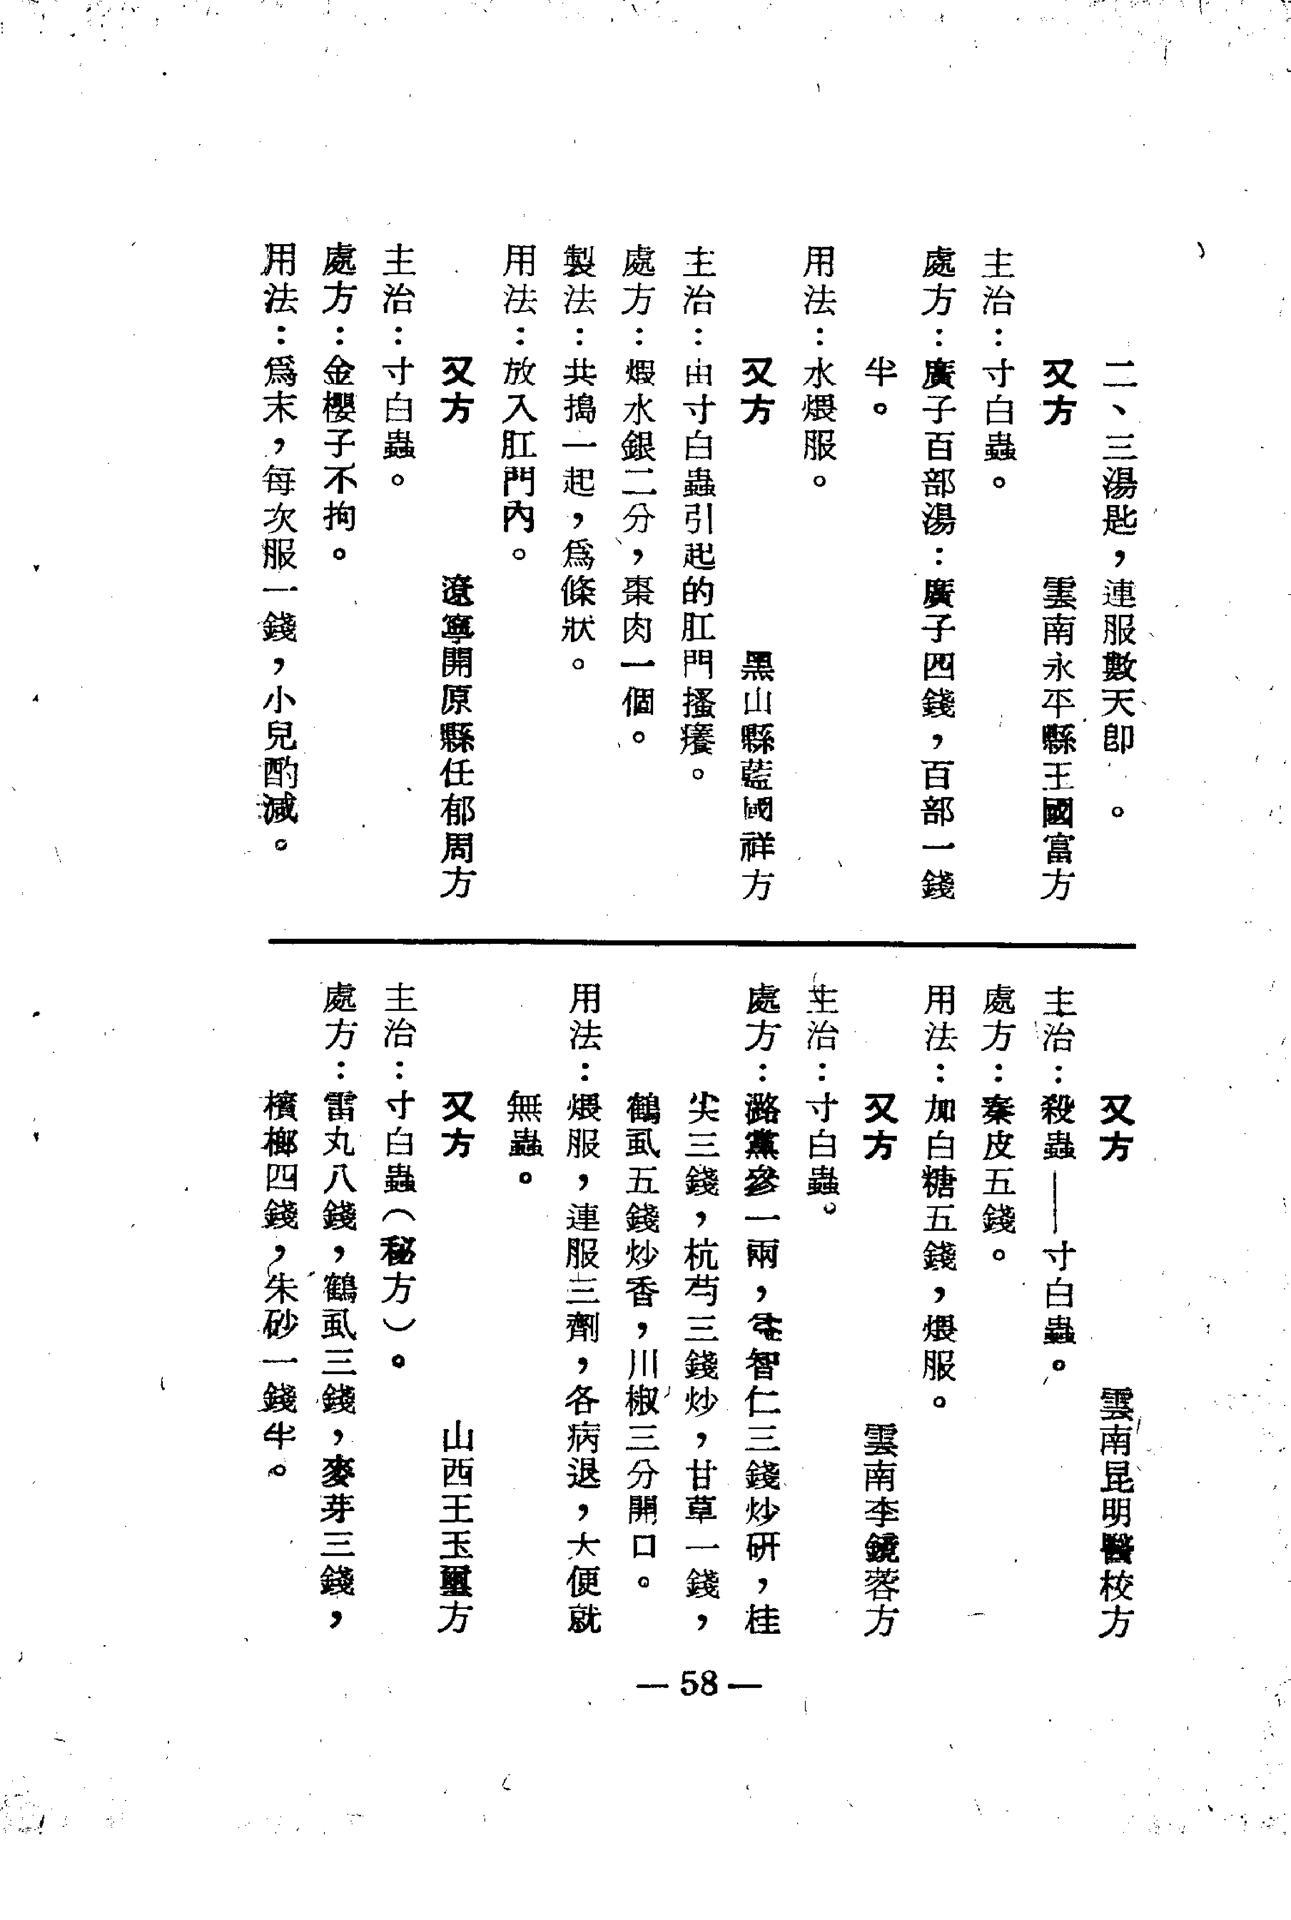 二、三湯匙，連服數天卽　。
又方　雲南永平縣王國富方
主治：寸白蟲。
處方：廣子百部湯：廣子四錢，百部一錢
半。
用法：水煨服。
又方　黑山縣藍國祥方
主治：由寸白蟲引起的肛門搔癢。
處方：煆水銀二分，棗肉一個。
製法：共搗一起，爲條狀。
用法：放入肛門內。
又方　遼寧開原縣任郁周方
主治：寸白蟲。
處方：金櫻子不拘。
用法：爲末，每次服一錢，小兒酌減。
又方　雲南昆明醫校方
主治：殺蟲——寸白蟲。
處方：秦皮五錢。
用法：加白糖五錢，煨服。
又方　雲南李鏡蓉方
主治：寸白蟲。
處方：潞黨參一兩，智仁三錢炒研，桂
尖三錢，杭芍三錢炒，甘草一錢，
鶴虱五錢炒香，川椒三分開口。
用法：煨服，連服三劑，各病退，大便就
無蟲。
又方　山西王玉璽方
主治：寸白蟲（秘方）。
處方：雷丸八錢，鶴虱三錢，麥芽三錢，
檳榔四錢，朱砂一錢半。
— 58 —